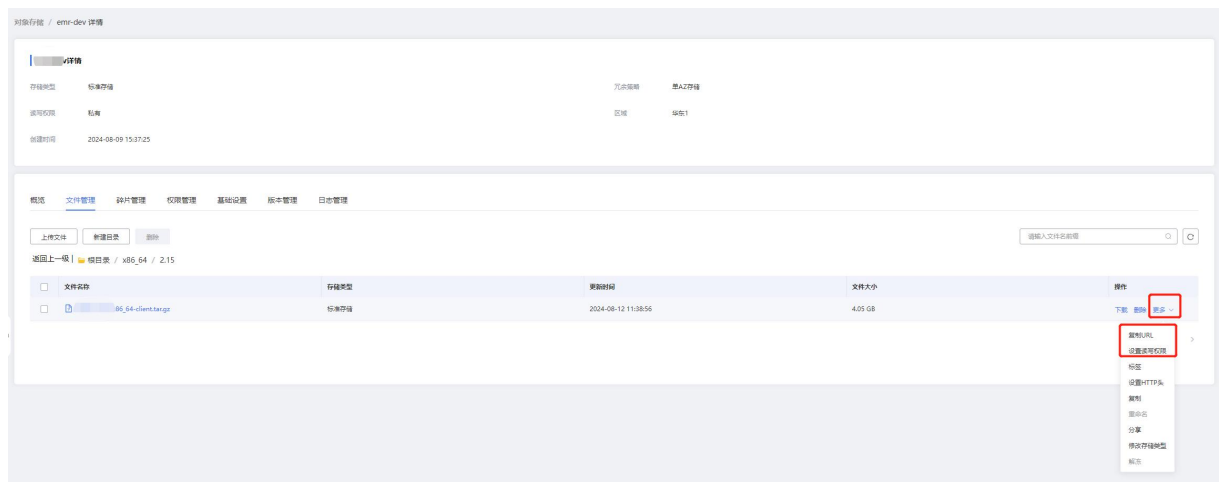 对象存储 / emr-dev 详情
v详情
存储类型 标准存储 冗余策略 单AZ存储
读写权限 私有 区域 华东1
创建时间 2024-08-09 15:37:25
概览 文件管理 碎片管理 权限管理 基础设置 版本管理 日志管理
上传文件 新建目录 删除 请输入文件名前缀
返回上一级 | 根目录 / x86_64 / 2.15
文件名称 存储类型 更新时间 文件大小 操作
86_64-client.tar.gz 标准存储 2024-08-12 11:38:56 4.05 GB 下载 删除 更多
复制URL
设置读写权限
标签
设置HTTP头
复制
重命名
分享
修改存储类型
解冻